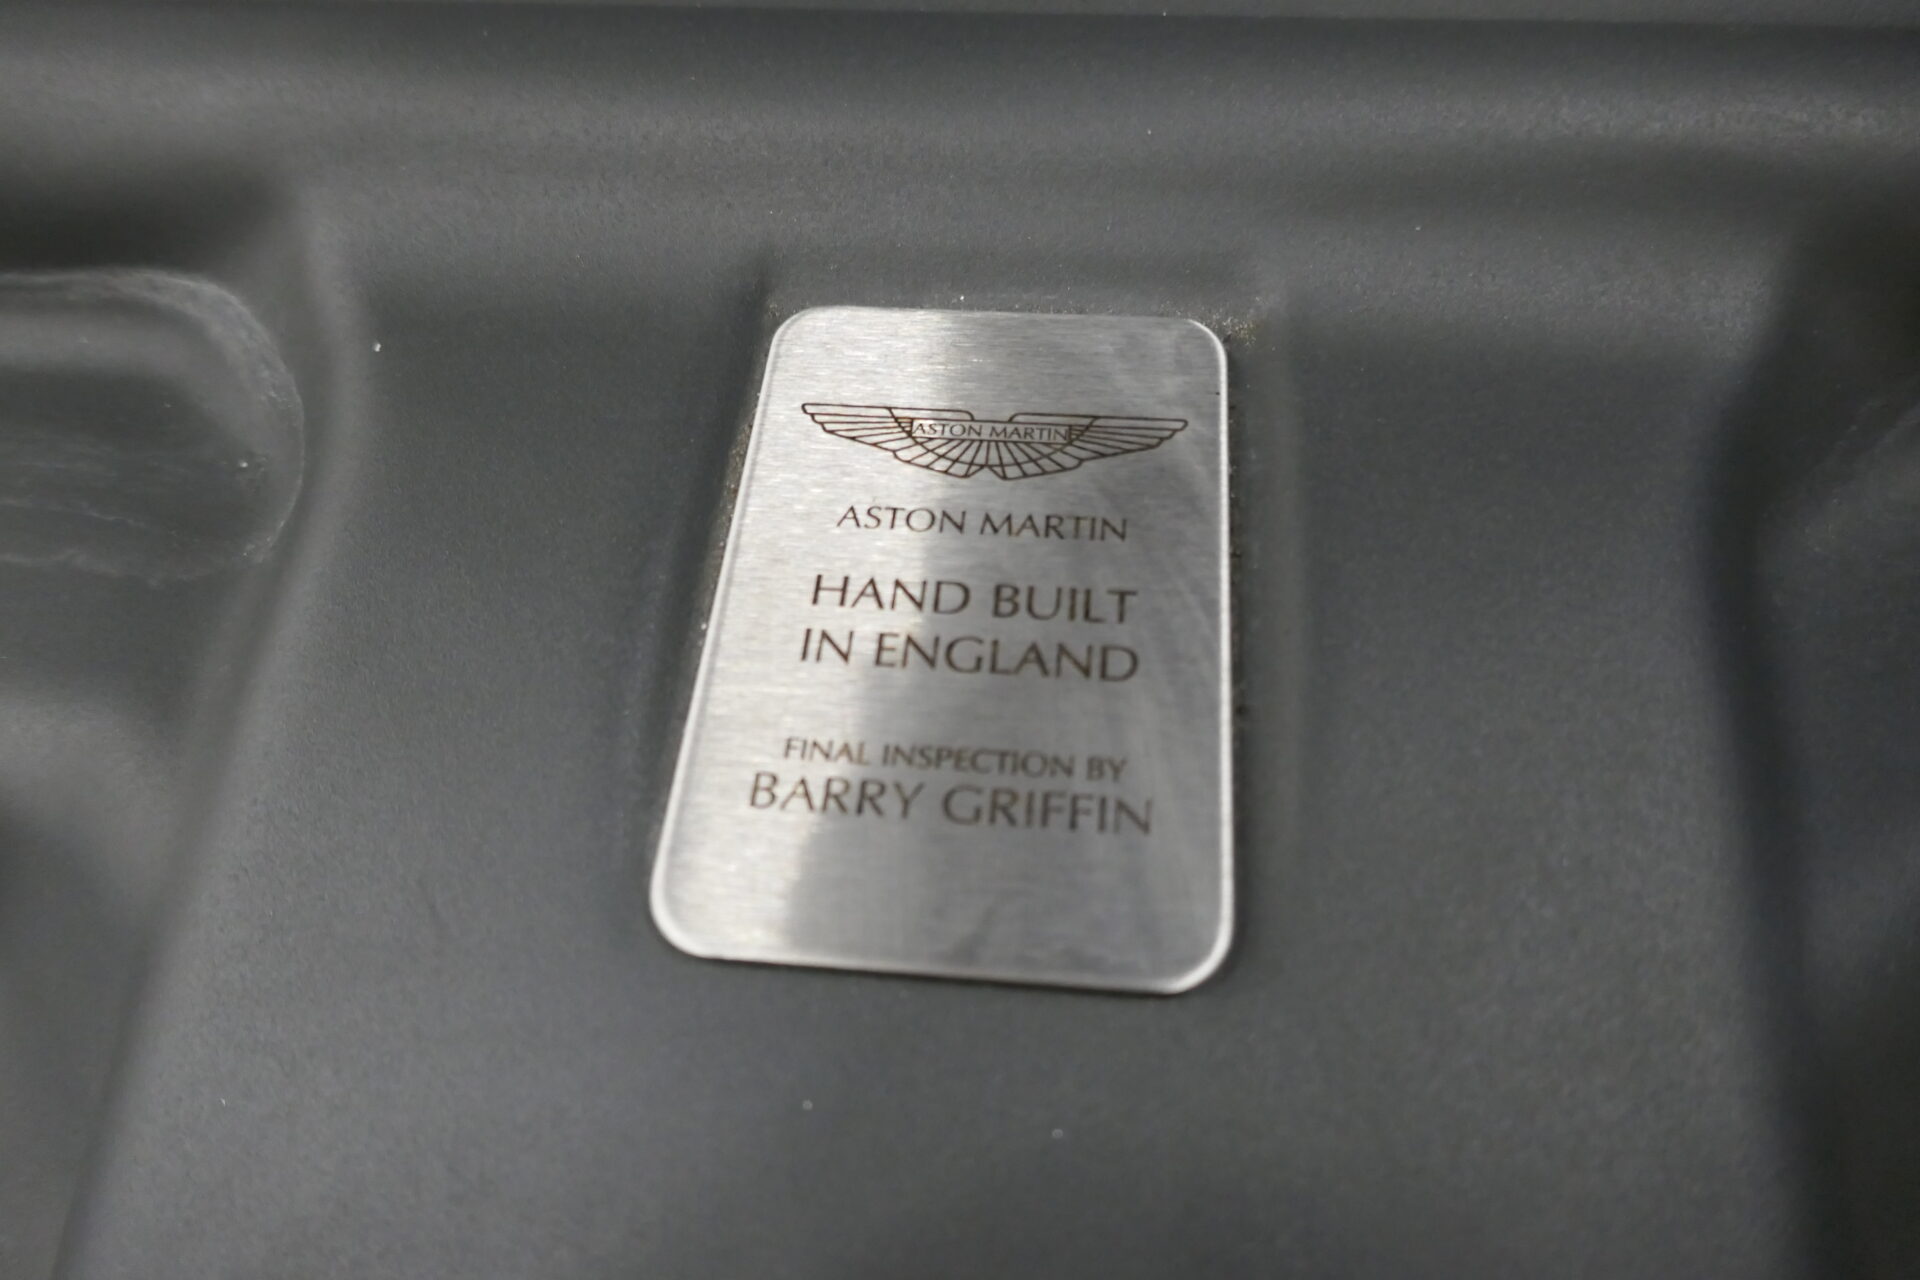 ASTON MARTIN
ASTON MARTIN
HAND BUILT
IN ENGLAND
FINAL INSPECTION BY
BARRY GRIFFIN